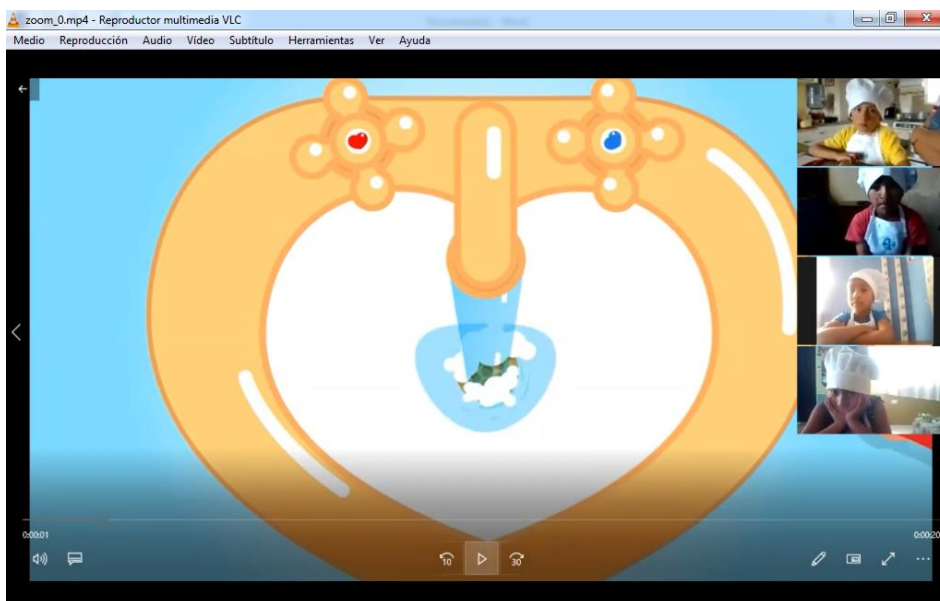 zoom_0.mp4 - Reproductor multimedia VLC
Medio Reproducción Audio Vídeo Subtítulo Herramientas Ver Ayuda
0:00:01
0:00:20
10
30